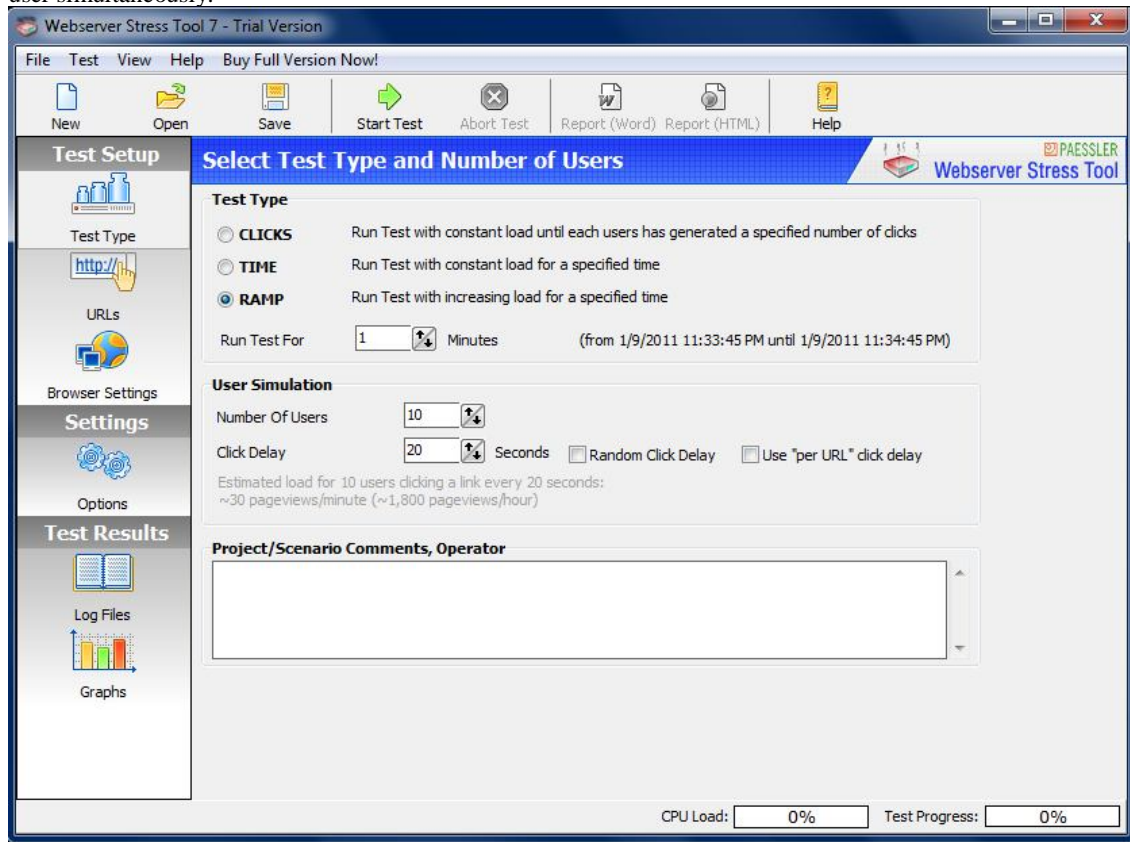 user simultaneously.
Webserver Stress Tool 7 - Trial Version
File Test View Help Buy Full Version Now!
New Open Save Start Test Abort Test Report (Word) Report (HTML) Help
Test Setup
Select Test Type and Number of Users
PAESSLER
Webserver Stress Tool
Test Type
http://
URLs
Browser Settings
Settings
Options
Test Results
Log Files
Graphs
Test Type
CLICKS Run Test with constant load until each users has generated a specified number of clicks
TIME Run Test with constant load for a specified time
RAMP Run Test with increasing load for a specified time
Run Test For 1 Minutes (from 1/9/2011 11:33:45 PM until 1/9/2011 11:34:45 PM)
User Simulation
Number Of Users 10
Click Delay 20 Seconds Random Click Delay Use "per URL" click delay
Estimated load for 10 users clicking a link every 20 seconds:
~30 pageviews/minute (~1,800 pageviews/hour)
Project/Scenario Comments, Operator
CPU Load: 0% Test Progress: 0%